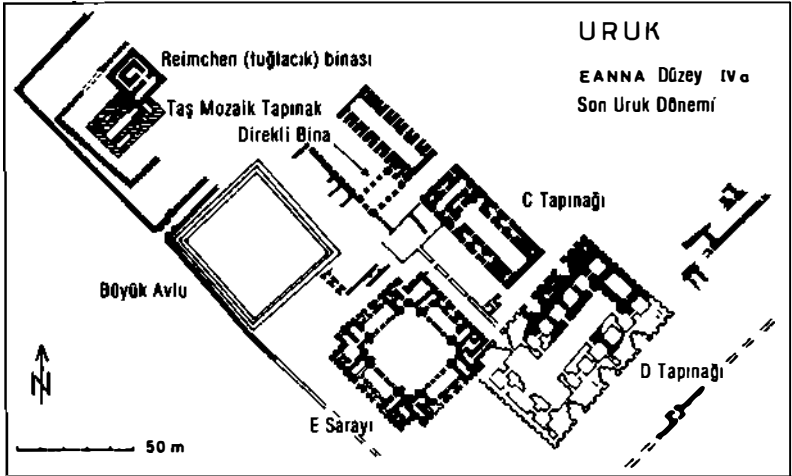 URUK
EANNA Düzey IVa
Son Uruk Dönemi
Reimchen (tuğlacık) binası
Taş Mozaik Tapınak
Direkli Bina
C Tapınağı
Büyük Avlu
D Tapınağı
E Sarayı
N
50 m